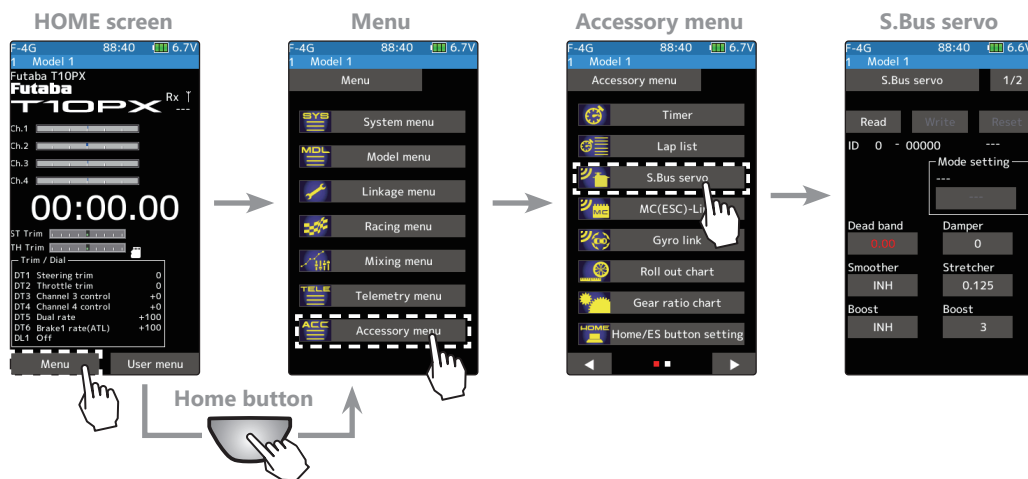 HOME screen
F-4G 88:40 6.7V
1 Model 1
Futaba T10PX
Futaba
T10PX
Rx
---
Ch.1
Ch.2
Ch.3
Ch.4
00:00.00
ST Trim
TH Trim
Trim / Dial
DT1 Steering trim 0
DT2 Throttle trim 0
DT3 Channel 3 control +0
DT4 Channel 4 control +0
DT5 Dual rate +100
DT6 Brake1 rate(ATL) +100
DL1 Off
Menu User menu
Home button
Menu
F-4G 88:40 6.7V
1 Model 1
Menu
SYS System menu
MDL Model menu
Linkage menu
Racing menu
Mixing menu
TELE Telemetry menu
ACC Accessory menu
Accessory menu
F-4G 88:40 6.7V
1 Model 1
Accessory menu
Timer
Lap list
S.Bus servo
MC MC(ESC)-Li
Gyro link
Roll out chart
Gear ratio chart
HOME Home/ES button setting
S.Bus servo
F-4G 88:40 6.6V
1 Model 1
S.Bus servo 1/2
Read Write Reset
ID 0 - 00000 ---
Mode setting
---
---
Dead band Damper
0.00 0
Smoother Stretcher
INH 0.125
Boost Boost
INH 3